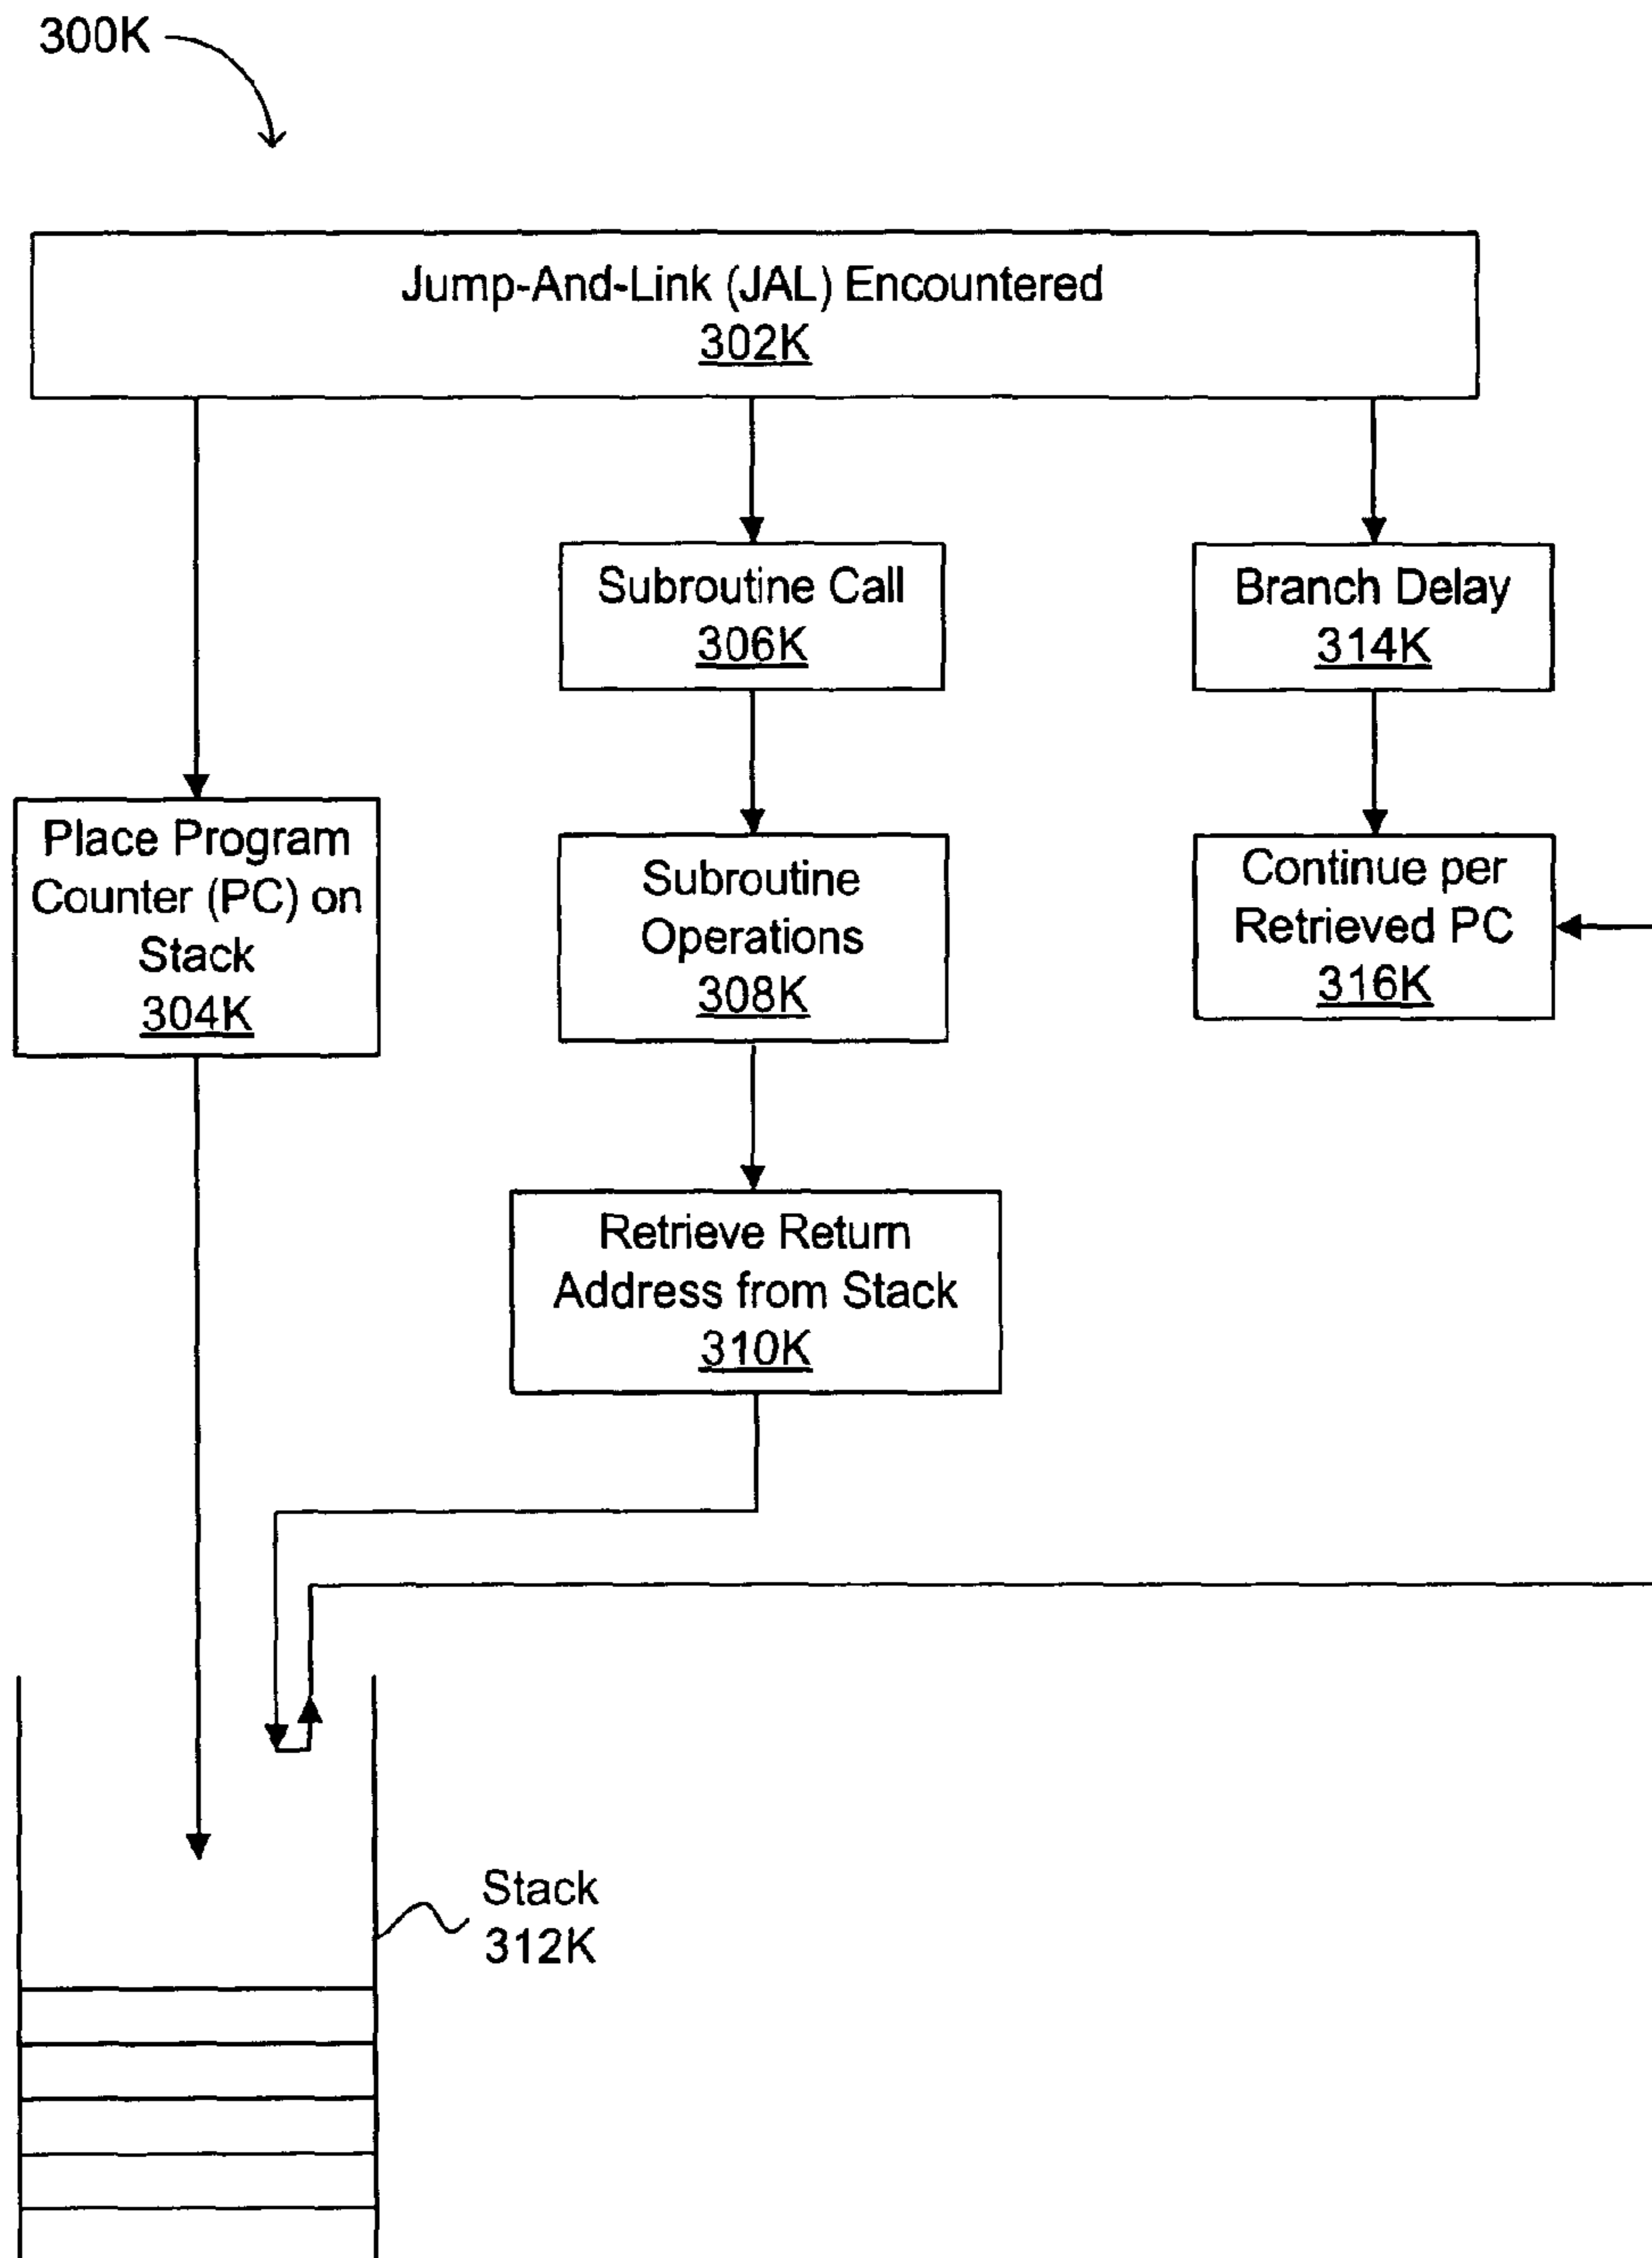 300K
Jump-And-Link (JAL) Encountered
302K
Subroutine Call
306K
Branch Delay
314K
Place Program
Counter (PC) on
Stack
304K
Subroutine
Operations
308K
Continue per
Retrieved PC
316K
Retrieve Return
Address from Stack
310K
Stack
312K